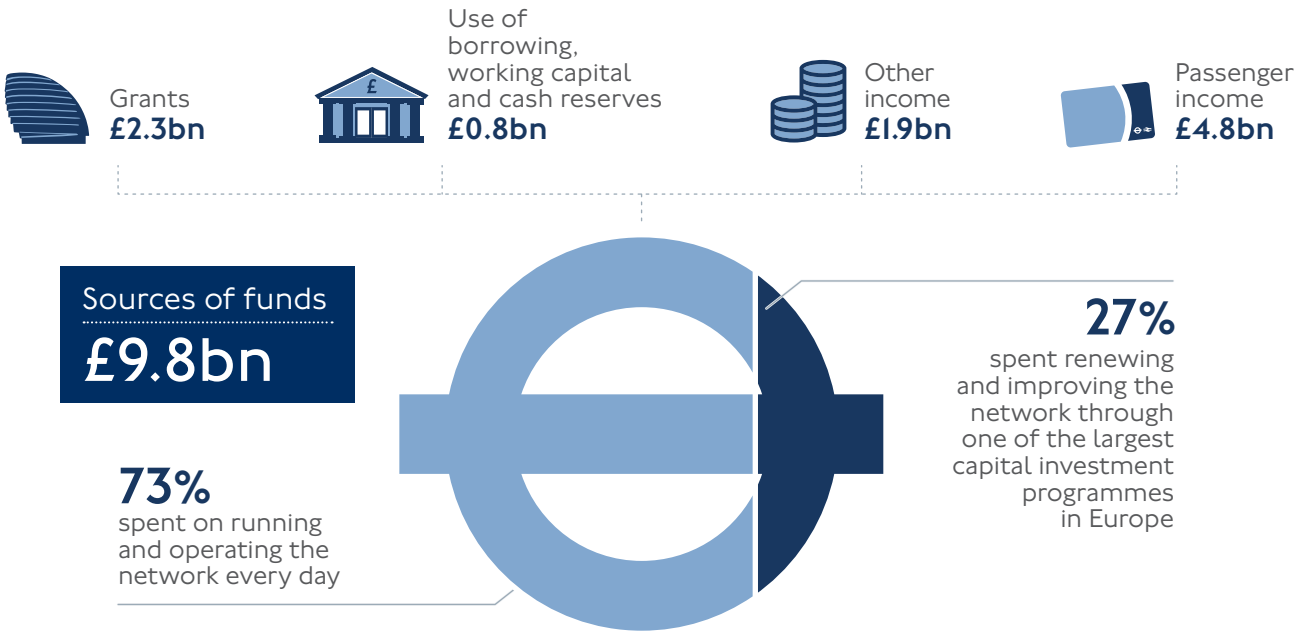 Grants
£2.3bn
£
Use of
borrowing,
working capital
and cash reserves
£0.8bn
Other
income
£1.9bn
Passenger
income
£4.8bn
Sources of funds
£9.8bn
27%
spent renewing
and improving the
network through
one of the largest
capital investment
programmes
in Europe
73%
spent on running
and operating the
network every day